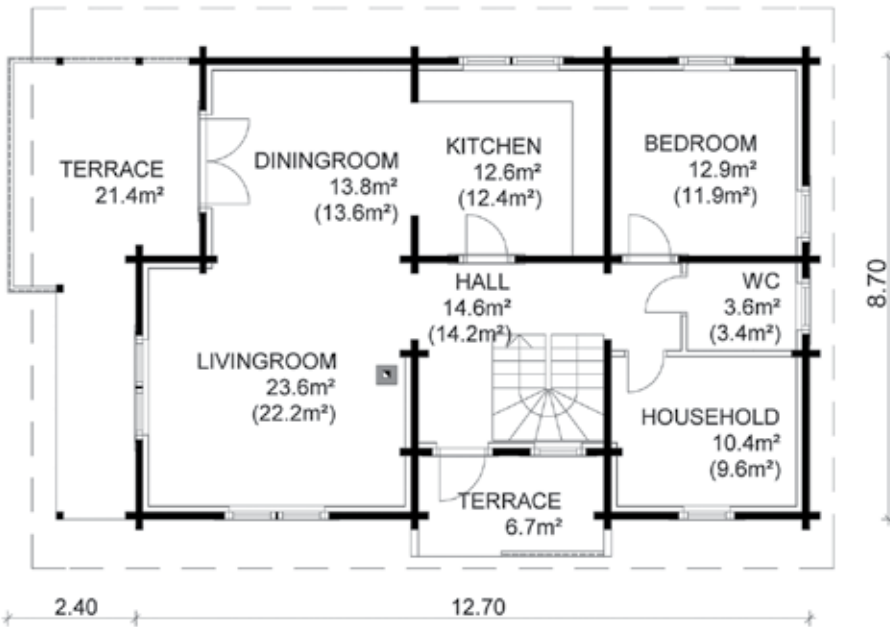 TERRACE
21.4m²
DININGROOM
13.8m²
(13.6m²)
KITCHEN
12.6m²
(12.4m²)
BEDROOM
12.9m²
(11.9m²)
HALL
14.6m²
(14.2m²)
WC
3.6m²
(3.4m²)
LIVINGROOM
23.6m²
(22.2m²)
HOUSEHOLD
10.4m²
(9.6m²)
TERRACE
6.7m²
8.70
2.40
12.70